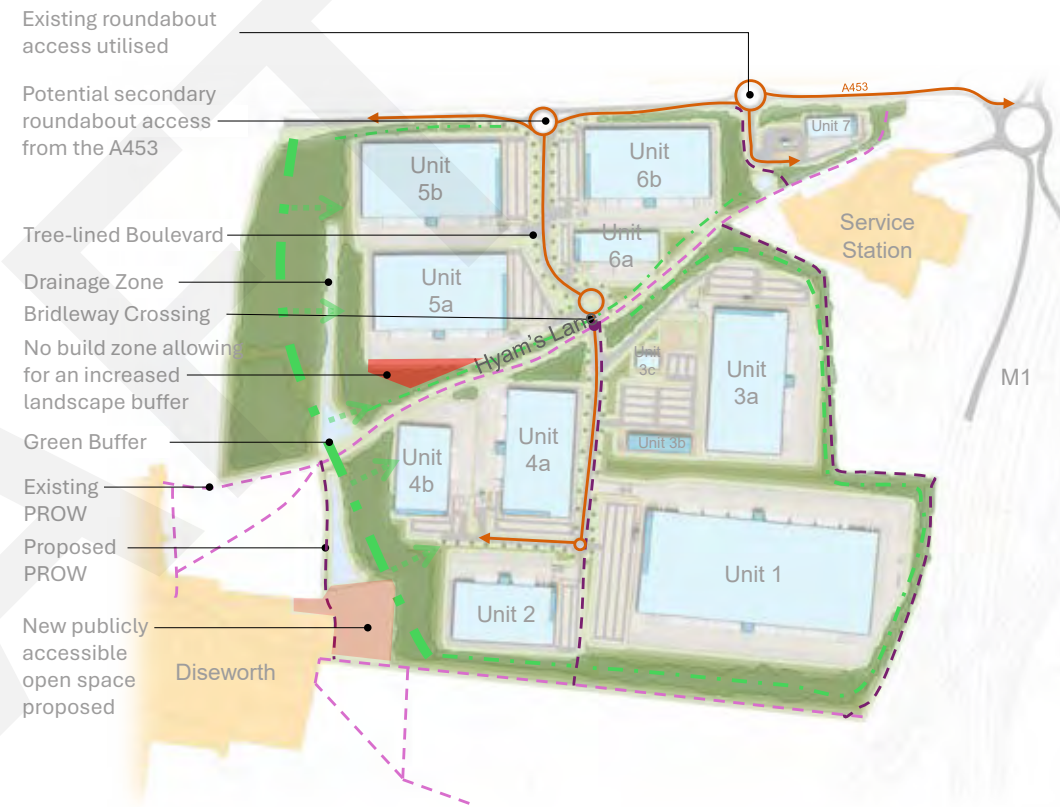 Existing roundabout
access utilised
Potential secondary
roundabout access
from the A453
Tree-lined Boulevard
Drainage Zone
Bridleway Crossing
No build zone allowing
for an increased
landscape buffer
Green Buffer
Existing
PROW
Proposed
PROW
New publicly
accessible
open space
proposed
A453
Unit 7
Unit
5b
Unit
6b
Service
Station
Unit
6a
Unit
5a
Hyam's Lane
Unit
3c
Unit
3a
M1
Unit
4a
Unit 3b
Unit
4b
Unit 1
Unit 2
Diseworth